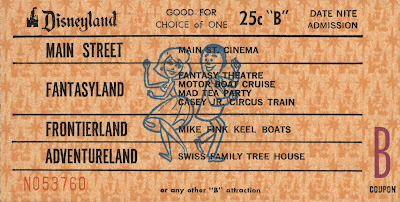 Disneyland
GOOD FOR
CHOICE of ONE
25¢ "B"
DATE NITE
ADMISSION
MAIN STREET
MAIN ST. CINEMA
FANTASYLAND
FANTASY THEATRE
MOTOR BOAT CRUISE
MAD TEA PARTY
CASEY JR. CIRCUS TRAIN
FRONTIERLAND
MIKE FINK KEEL BOATS
ADVENTURELAND
SWISS FAMILY TREE HOUSE
B
COUPON
NO53760
or any other "B" attraction